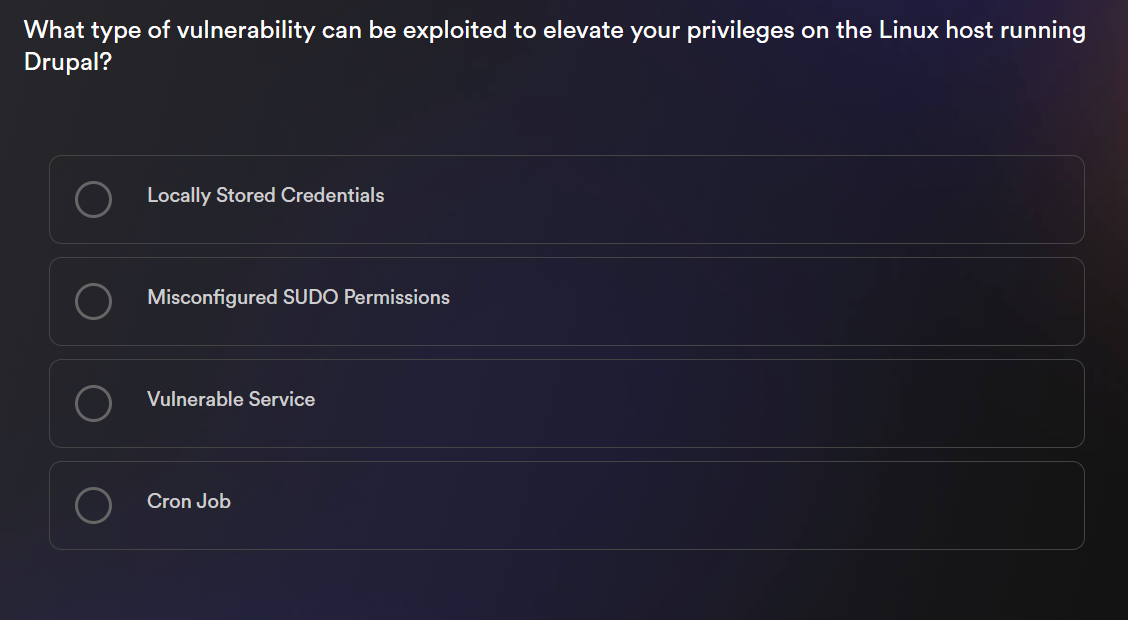 What type of vulnerability can be exploited to elevate your privileges on the Linux host running
Drupal?
Locally Stored Credentials
Misconfigured SUDO Permissions
Vulnerable Service
Cron Job